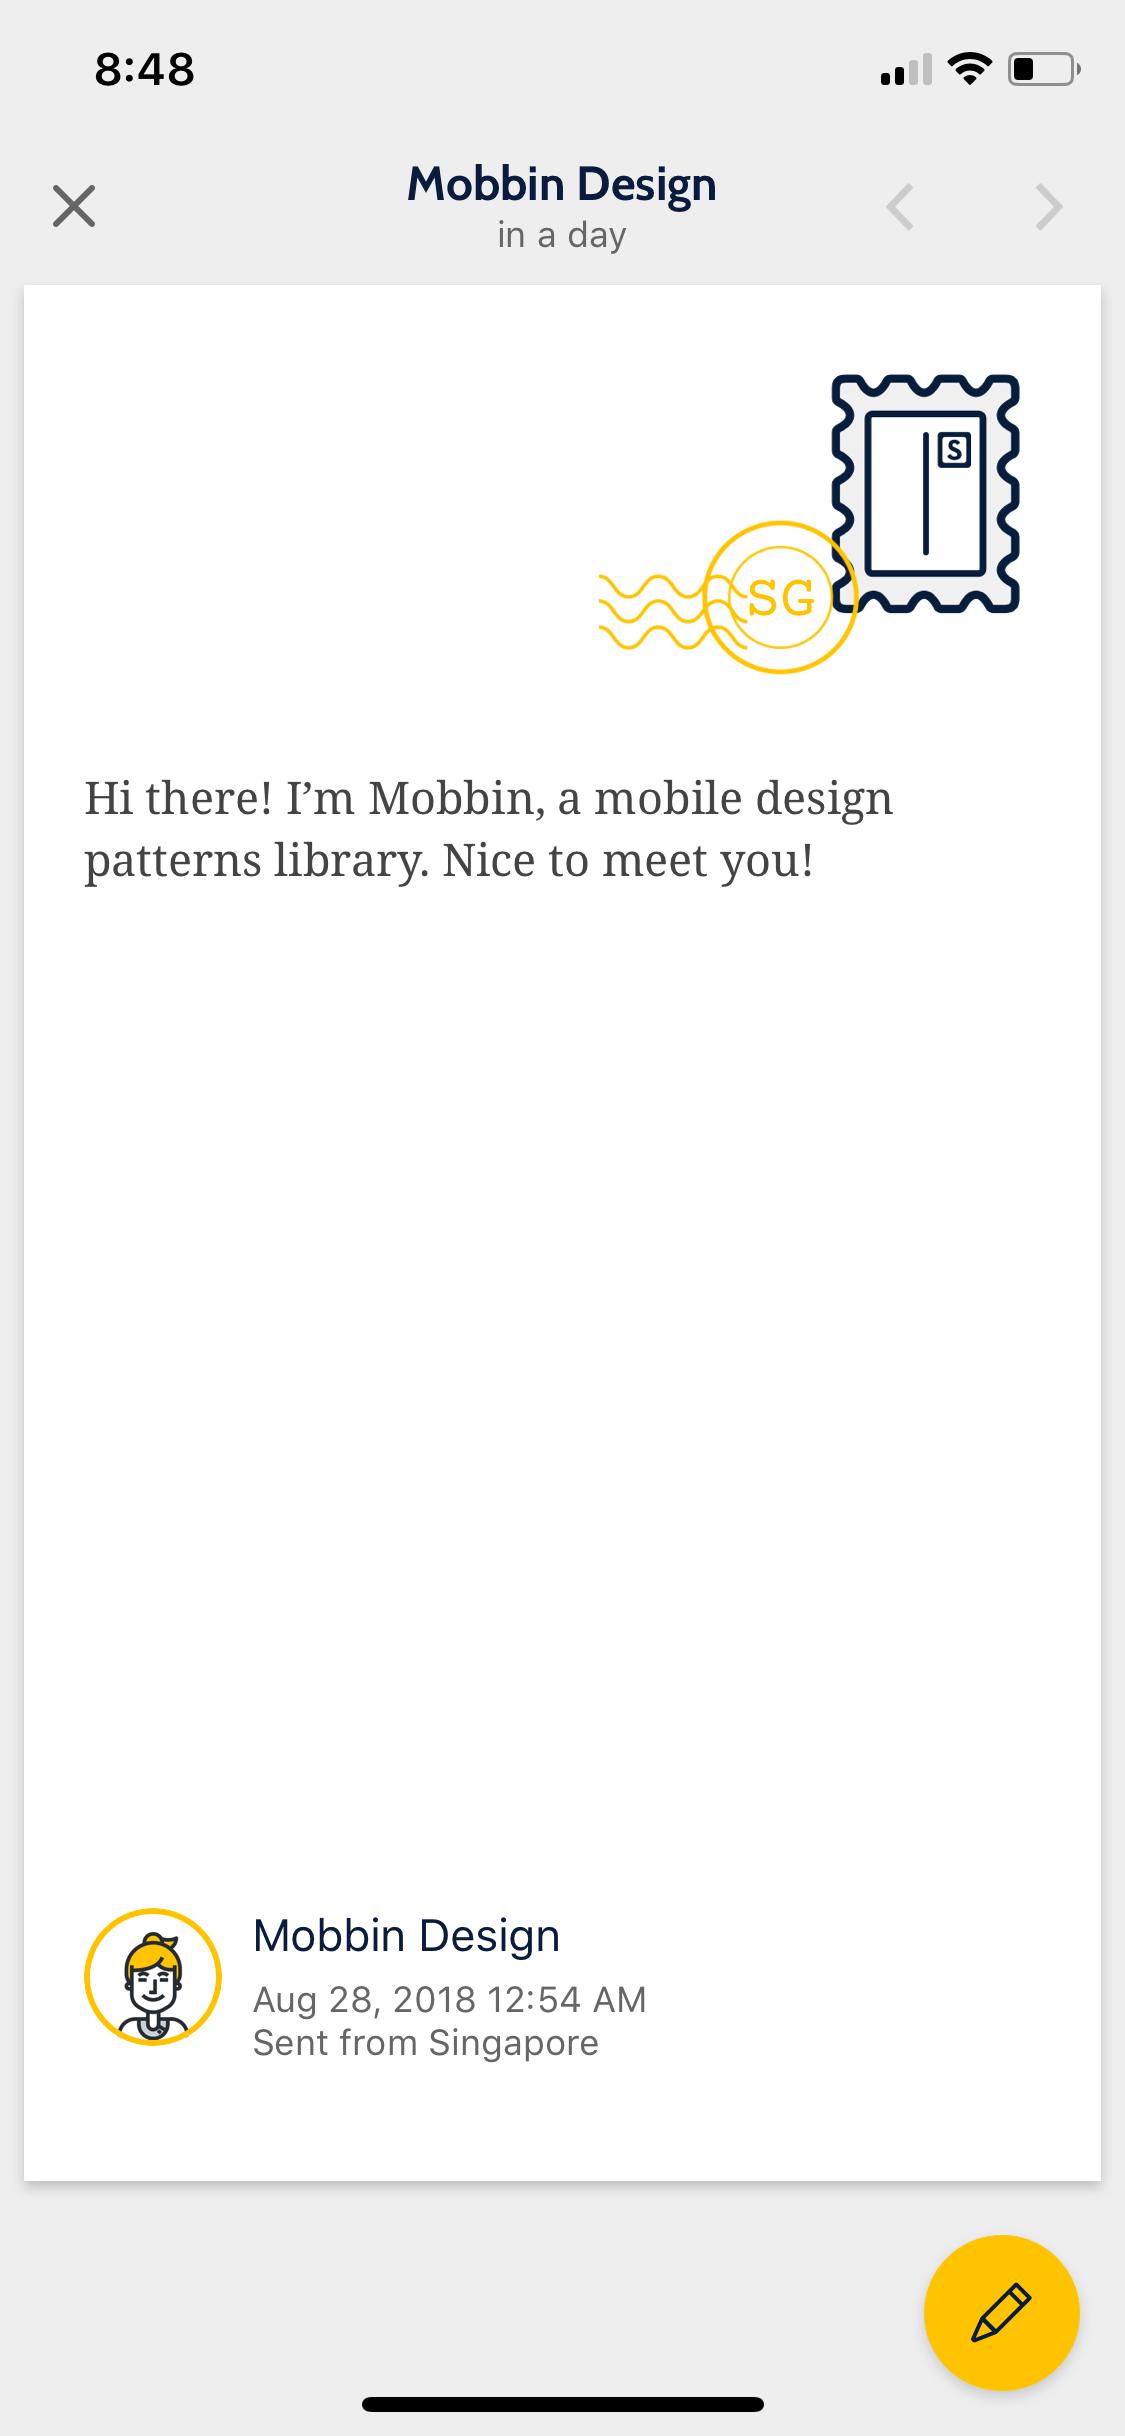 8:48
Mobbin Design
in a day
S
SG
Hi there! I’m Mobbin, a mobile design
patterns library. Nice to meet you!
Mobbin Design
Aug 28, 2018 12:54 AM
Sent from Singapore